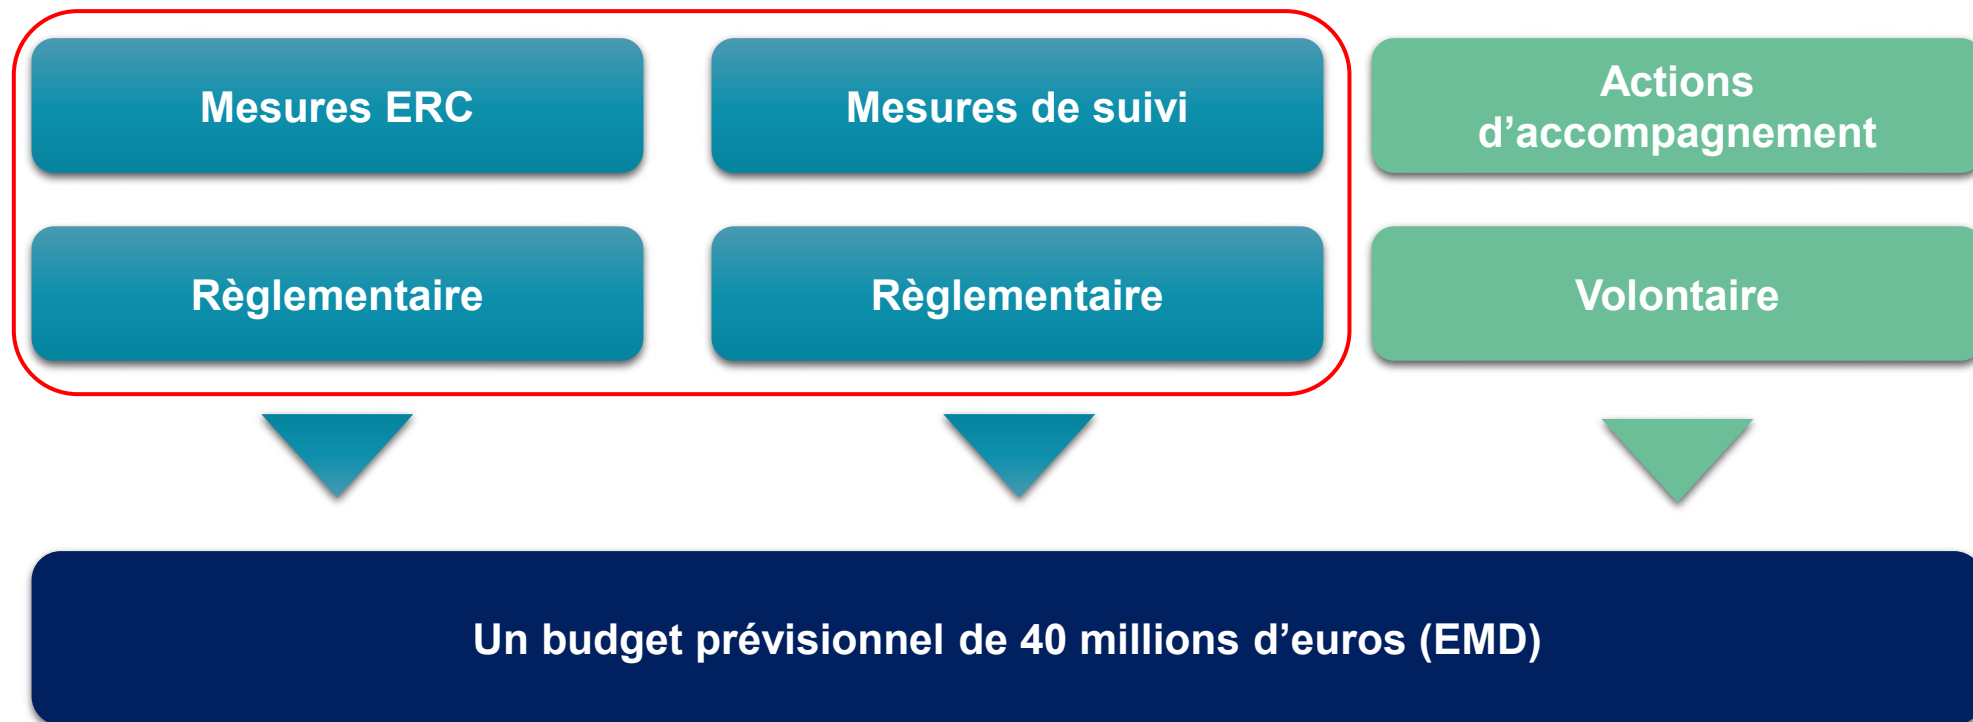 Mesures ERC
Mesures de suivi
Actions
d’accompagnement
Règlementaire
Règlementaire
Volontaire
Un budget prévisionnel de 40 millions d’euros (EMD)